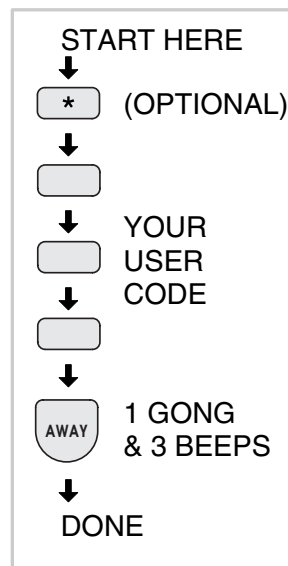 START HERE
* (OPTIONAL)
YOUR
USER
CODE
AWAY
1 GONG
& 3 BEEPS
DONE